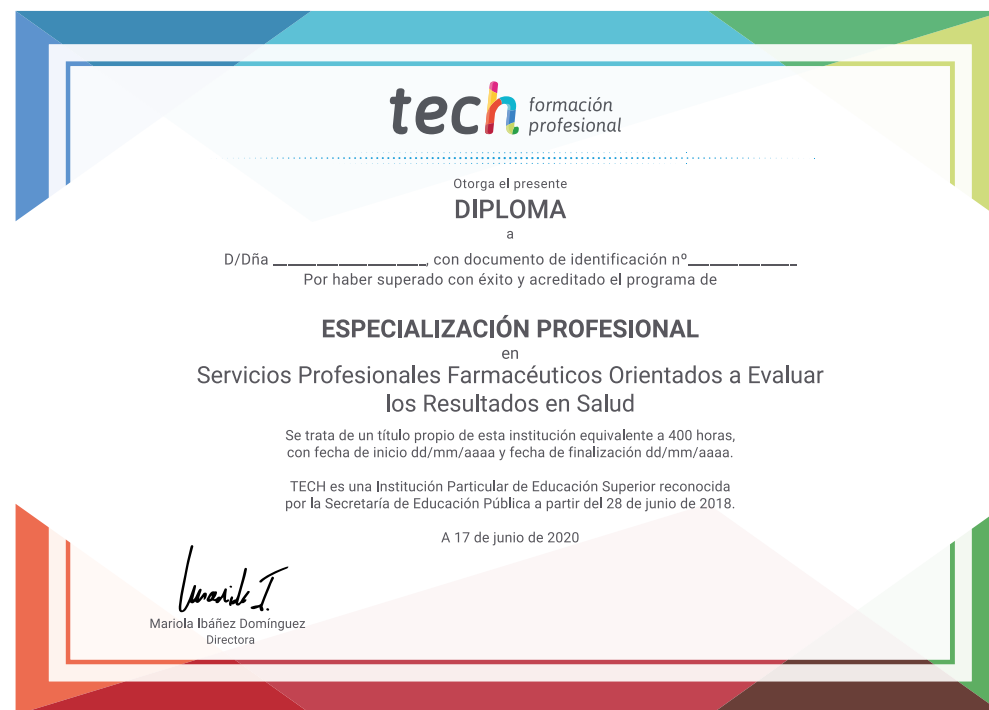 tech formación
profesional
Otorga el presente
DIPLOMA
a
D/Dña ____________________, con documento de identificación nº______________
Por haber superado con éxito y acreditado el programa de
ESPECIALIZACIÓN PROFESIONAL
en
Servicios Profesionales Farmacéuticos Orientados a Evaluar
los Resultados en Salud
Se trata de un título propio de esta institución equivalente a 400 horas,
con fecha de inicio dd/mm/aaaa y fecha de finalización dd/mm/aaaa.
TECH es una Institución Particular de Educación Superior reconocida
por la Secretaría de Educación Pública a partir del 28 de junio de 2018.
A 17 de junio de 2020
Mariola Ibáñez Domínguez
Directora